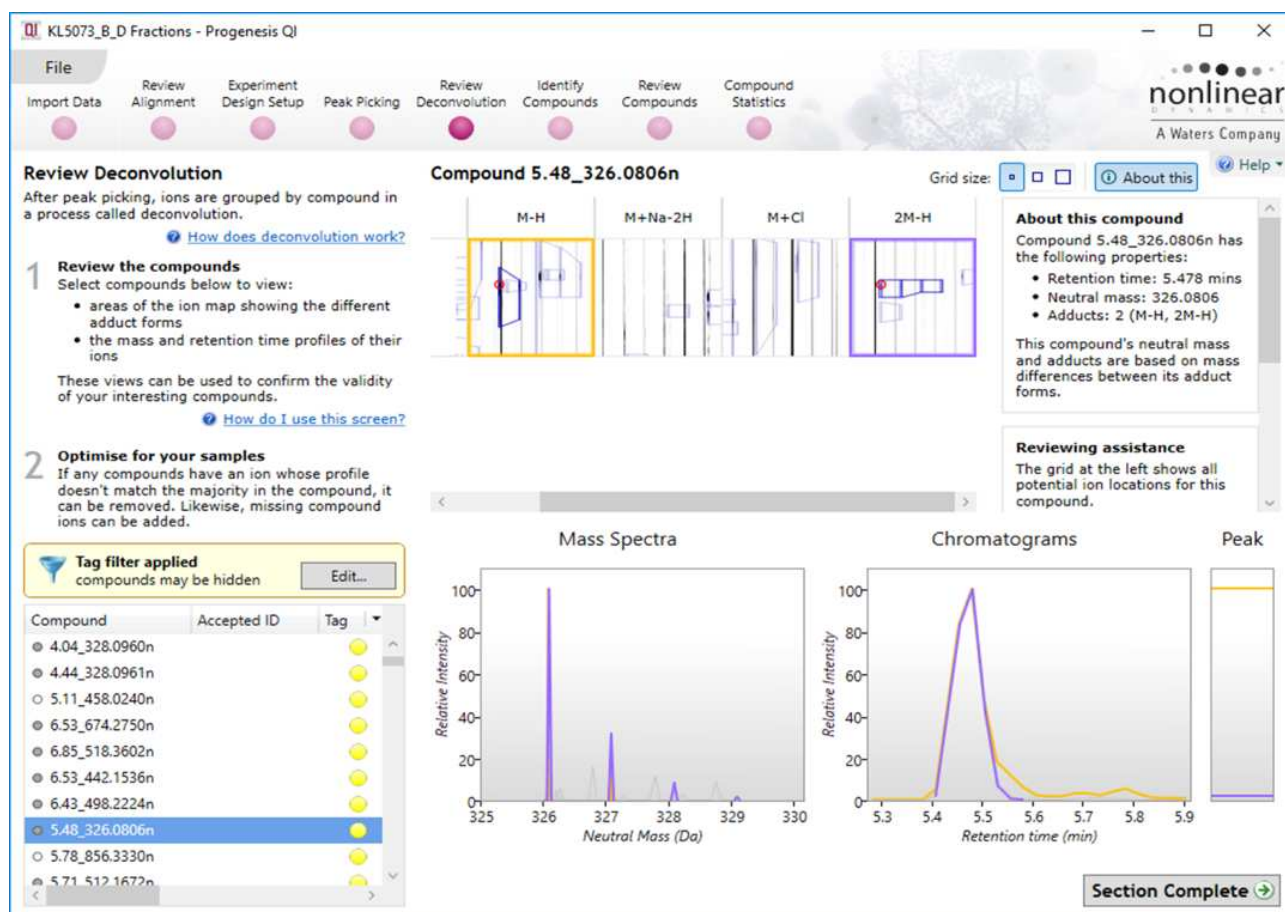 KL5073_B_D Fractions - Progenesis QI
File
Import Data
Review
Alignment
Experiment
Design Setup
Peak Picking
Review
Deconvolution
Identify
Compounds
Review
Compounds
Compound
Statistics
nonlinear
DYNAMICS
A Waters Company
Help
Review Deconvolution
After peak picking, ions are grouped by compound in
a process called deconvolution.
How does deconvolution work?
1
Review the compounds
Select compounds below to view:
• areas of the ion map showing the different
adduct forms
• the mass and retention time profiles of their
ions
These views can be used to confirm the validity
of your interesting compounds.
How do I use this screen?
2
Optimise for your samples
If any compounds have an ion whose profile
doesn't match the majority in the compound, it
can be removed. Likewise, missing compound
ions can be added.
Tag filter applied
compounds may be hidden
Edit...
Compound Accepted ID Tag
4.04_328.0960n
4.44_328.0961n
5.11_458.0240n
6.53_674.2750n
6.85_518.3602n
6.53_442.1536n
6.43_498.2224n
5.48_326.0806n
5.78_856.3330n
5.71_512.1672n
Compound 5.48_326.0806n
Grid size:
About this
M-H M+Na-2H M+Cl 2M-H
About this compound
Compound 5.48_326.0806n has
the following properties:
• Retention time: 5.478 mins
• Neutral mass: 326.0806
• Adducts: 2 (M-H, 2M-H)
This compound's neutral mass
and adducts are based on mass
differences between its adduct
forms.
Reviewing assistance
The grid at the left shows all
potential ion locations for this
compound.
Mass Spectra
Relative Intensity
100
80
60
40
20
0
325 326 327 328 329 330
Neutral Mass (Da)
Chromatograms
Relative Intensity
100
80
60
40
20
0
5.3 5.4 5.5 5.6 5.7 5.8 5.9
Retention time (min)
Peak
Section Complete